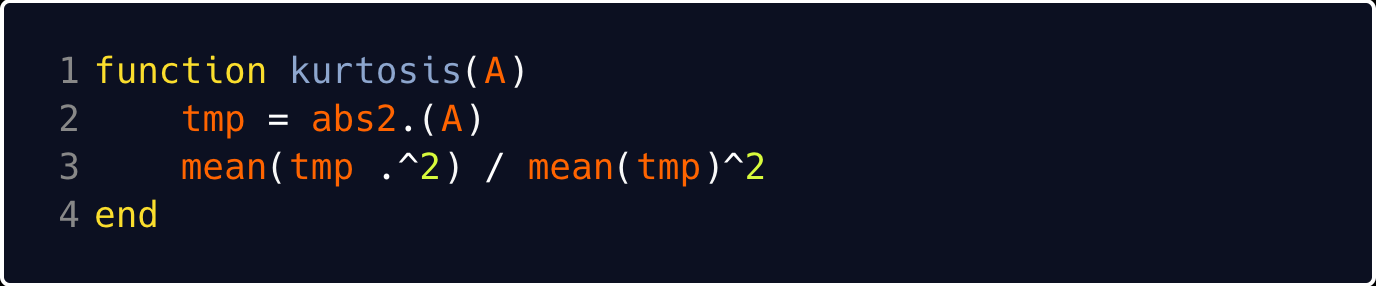 1 function kurtosis(A)
2     tmp = abs2.(A)
3     mean(tmp .^2) / mean(tmp)^2
4 end